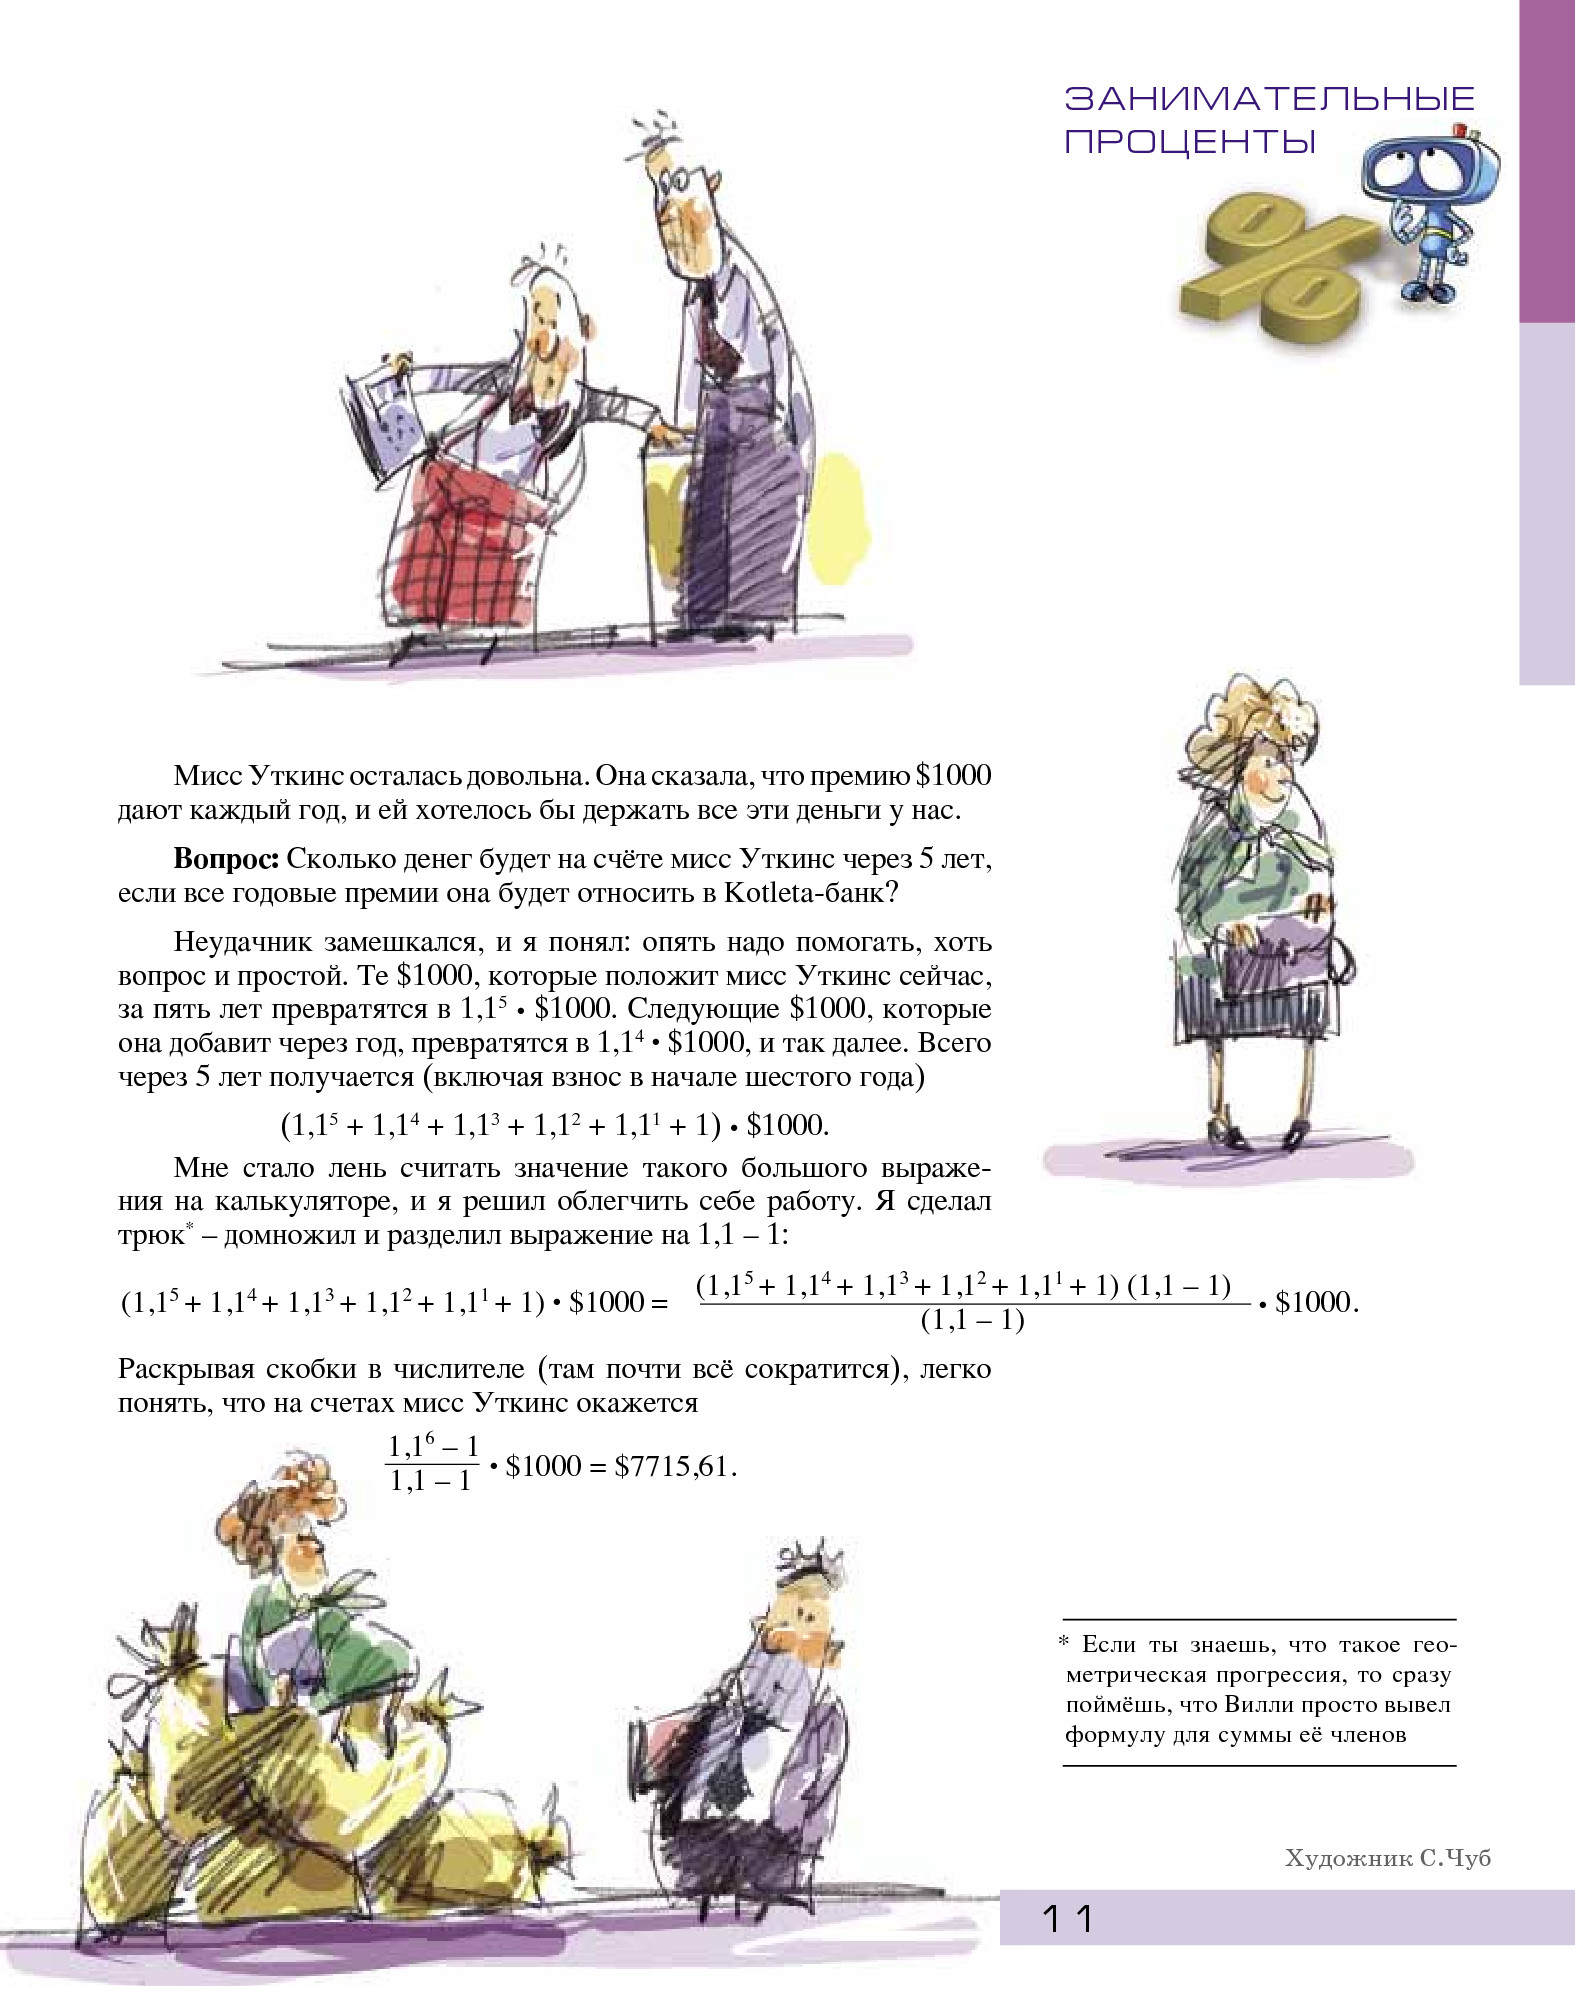 ЗАНИМАТЕЛЬНЫЕ
ПРОЦЕНТЫ
Мисс Уткинс осталась довольна. Она сказала, что премию $1000
дают каждый год, и ей хотелось бы держать все эти деньги у нас.
Вопрос: Сколько денег будет на счёте мисс Уткинс через 5 лет,
если все годовые премии она будет относить в Kotleta-банк?
Неудачник замешкался, и я понял: опять надо помогать, хоть
вопрос и простой. Те $1000, которые положит мисс Уткинс сейчас,
за пять лет превратятся в 1,1⁵ • $1000. Следующие $1000, которые
она добавит через год, превратятся в 1,1⁴ • $1000, и так далее. Всего
через 5 лет получается (включая взнос в начале шестого года)
(1,1⁵ + 1,1⁴ + 1,1³ + 1,1² + 1,1¹ + 1) • $1000.
Мне стало лень считать значение такого большого выраже-
ния на калькуляторе, и я решил облегчить себе работу. Я сделал
трюк* – домножил и разделил выражение на 1,1 – 1:
(1,1⁵ + 1,1⁴ + 1,1³ + 1,1² + 1,1¹ + 1) • $1000 = (1,1⁵ + 1,1⁴ + 1,1³ + 1,1² + 1,1¹ + 1) (1,1 – 1) • $1000.
(1,1 – 1)
Раскрывая скобки в числителе (там почти всё сократится), легко
понять, что на счетах мисс Уткинс окажется
1,1⁶ – 1
1,1 – 1 • $1000 = $7715,61.
* Если ты знаешь, что такое гео-
метрическая прогрессия, то сразу
поймёшь, что Вилли просто вывел
формулу для суммы её членов
Художник С.Чуб
11